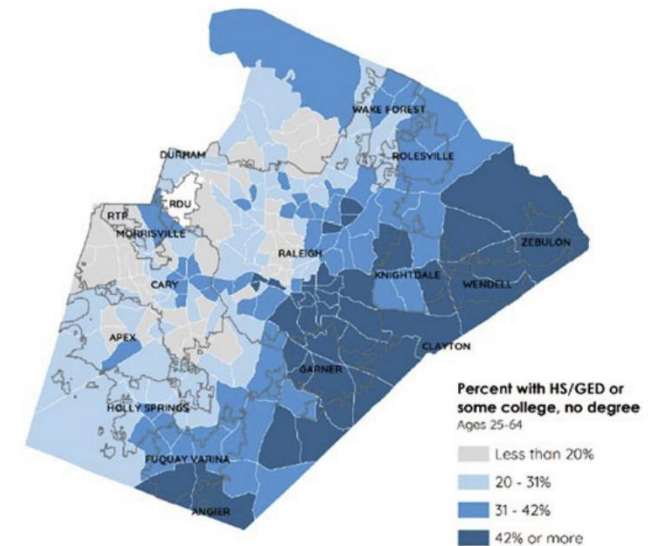 WAKE FOREST
DURHAM
ROLESVILLE
RDU
RTP
MORRISVILLE
ZEBULON
RALEIGH
KNIGHTDALE
CARY
WENDELL
APEX
CLAYTON
GARNER
HOLLY SPRINGS
FUQUAY VARINA
ANGIER
Percent with HS/GED or
some college, no degree
Ages 25-64
Less than 20%
20 - 31%
31 - 42%
42% or more